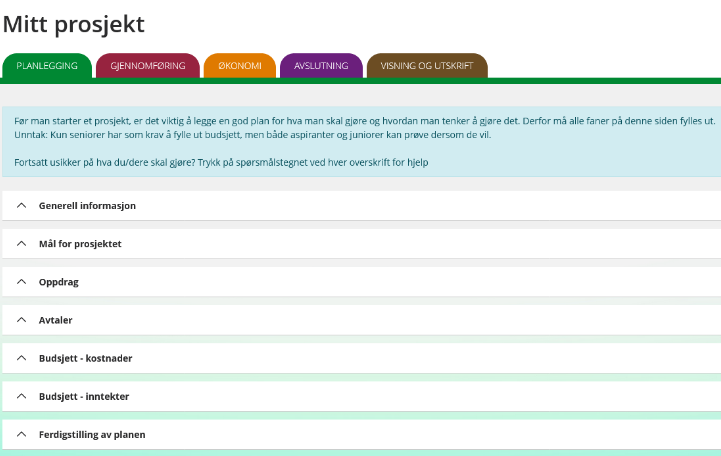 Mitt prosjekt
PLANLEGGING
GJENNOMFØRING
ØKONOMI
AVSLUTNING
VISNING OG UTSKRIFT
Før man starter et prosjekt, er det viktig å legge en god plan for hva man skal gjøre og hvordan man tenker å gjøre det. Derfor må alle faner på denne siden fylles ut.
Unntak: Kun seniorer har som krav å fylle ut budsjett, men både aspiranter og juniorer kan prøve dersom de vil.
Fortsatt usikker på hva du/dere skal gjøre? Trykk på spørsmålstegnet ved hver overskrift for hjelp
Generell informasjon
Mål for prosjektet
Oppdrag
Avtaler
Budsjett - kostnader
Budsjett - inntekter
Ferdigstilling av planen